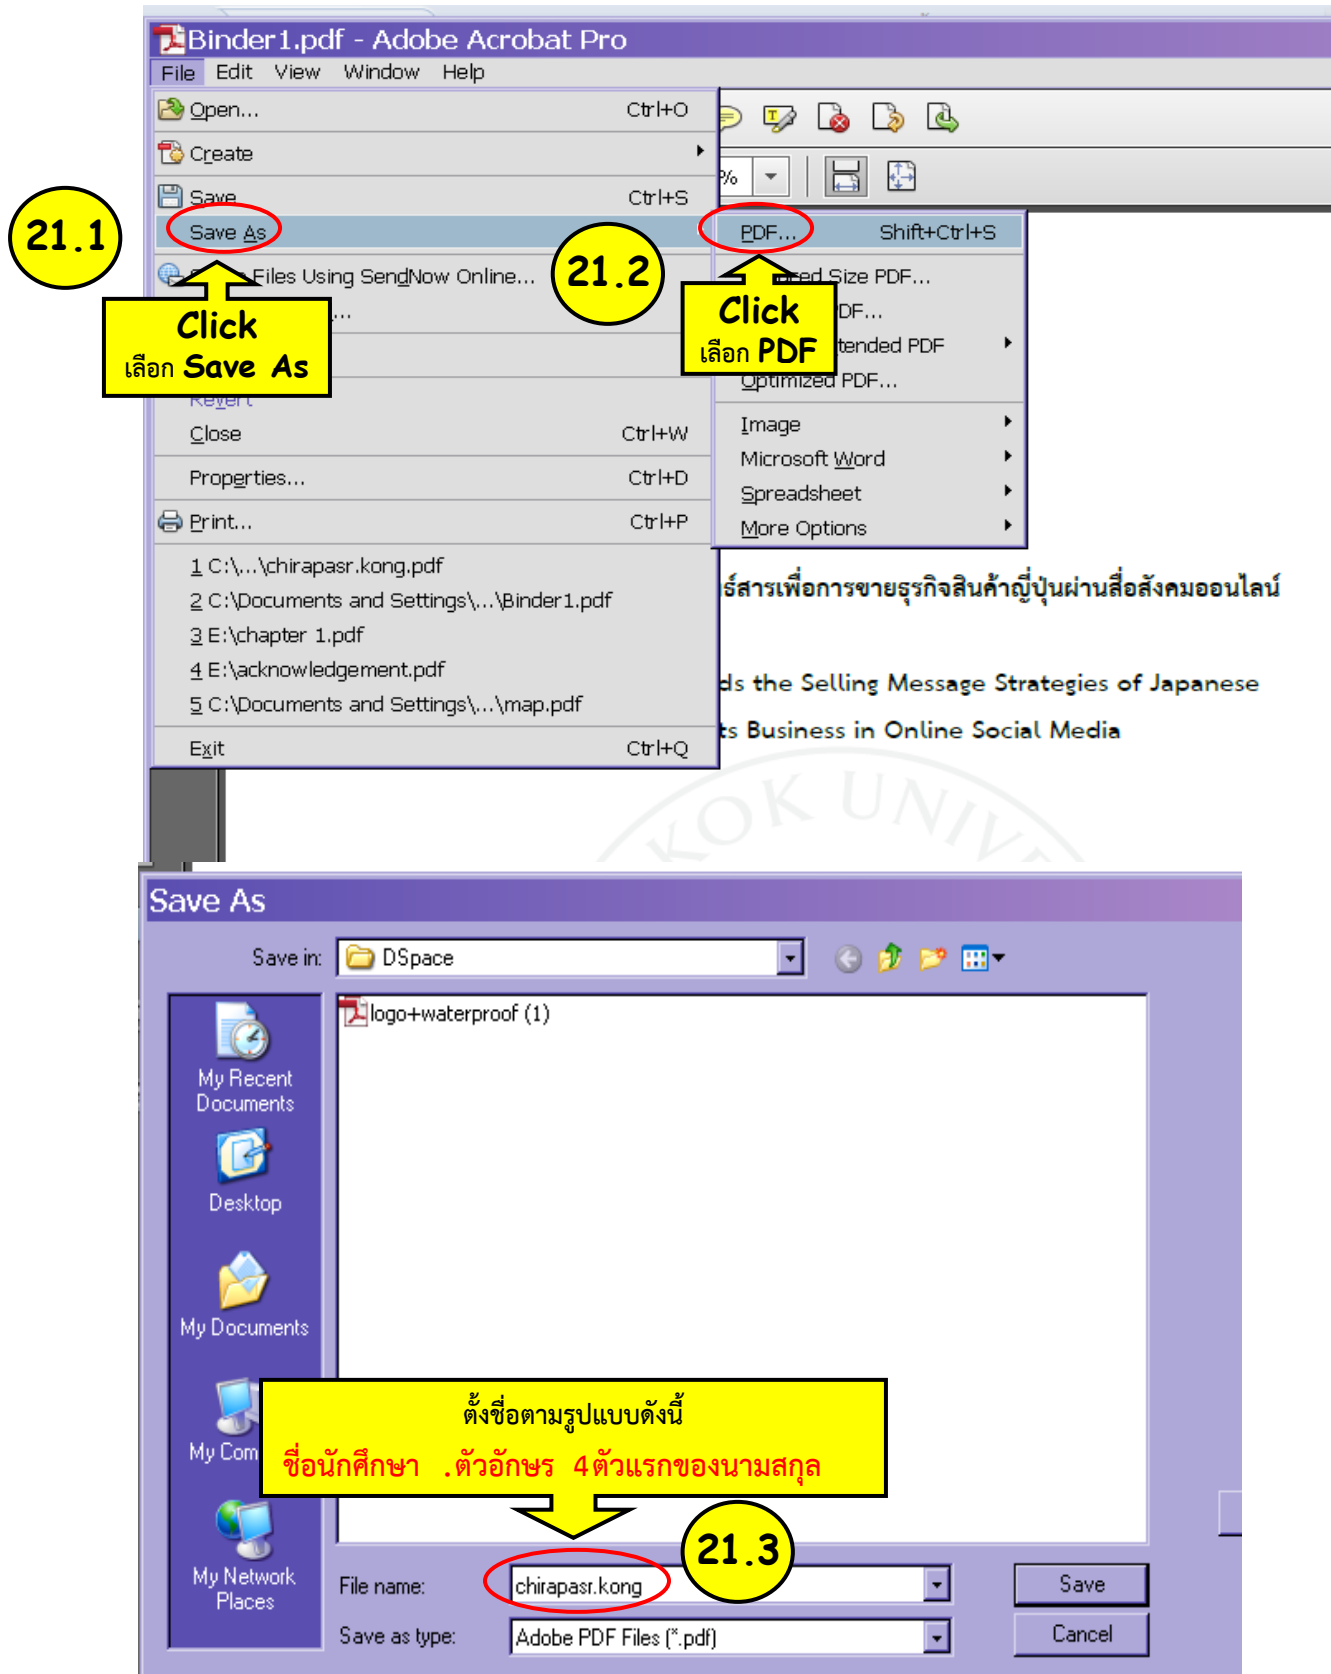 Binder1.pdf - Adobe Acrobat Pro
File Edit View Window Help
Open... Ctrl+O
Create
Save Ctrl+S
Save As
21.1
21.2
PDF... Shift+Ctrl+S
Files Using SendNow Online...
Size PDF...
Click
เลือก Save As
Click
เลือก PDF
PDF
Optimized PDF...
Revert
Close Ctrl+W
Image
Microsoft Word
Properties... Ctrl+D
Spreadsheet
Print... Ctrl+P
More Options
1 C:\...\chirapasr.kong.pdf
2 C:\Documents and Settings\...\Binder1.pdf
3 E:\chapter 1.pdf
4 E:\acknowledgement.pdf
5 C:\Documents and Settings\...\map.pdf
Exit Ctrl+Q
สารเพื่อการขายธุรกิจสินค้าญี่ปุ่นผ่านสื่อสังคมออนไลน์
the Selling Message Strategies of Japanese
Business in Online Social Media
KOK UNIVE
Save As
Save in: DSpace
logo+waterproof (1)
My Recent
Documents
Desktop
My Documents
My Com
ตั้งชื่อตามรูปแบบดังนี้
ชื่อนักศึกษา .ตัวอักษร 4ตัวแรกของนามสกุล
21.3
My Network
Places
File name: chirapasr.kong Save
Save as type: Adobe PDF Files (*.pdf) Cancel